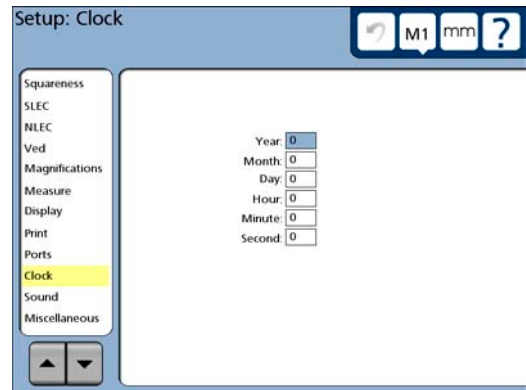 Setup: Clock
M1 mm ?
Squareness
SLEC
NLEC
Ved
Magnifications
Measure
Display
Print
Ports
Clock
Sound
Miscellaneous
Year: 0
Month: 0
Day: 0
Hour: 0
Minute: 0
Second: 0